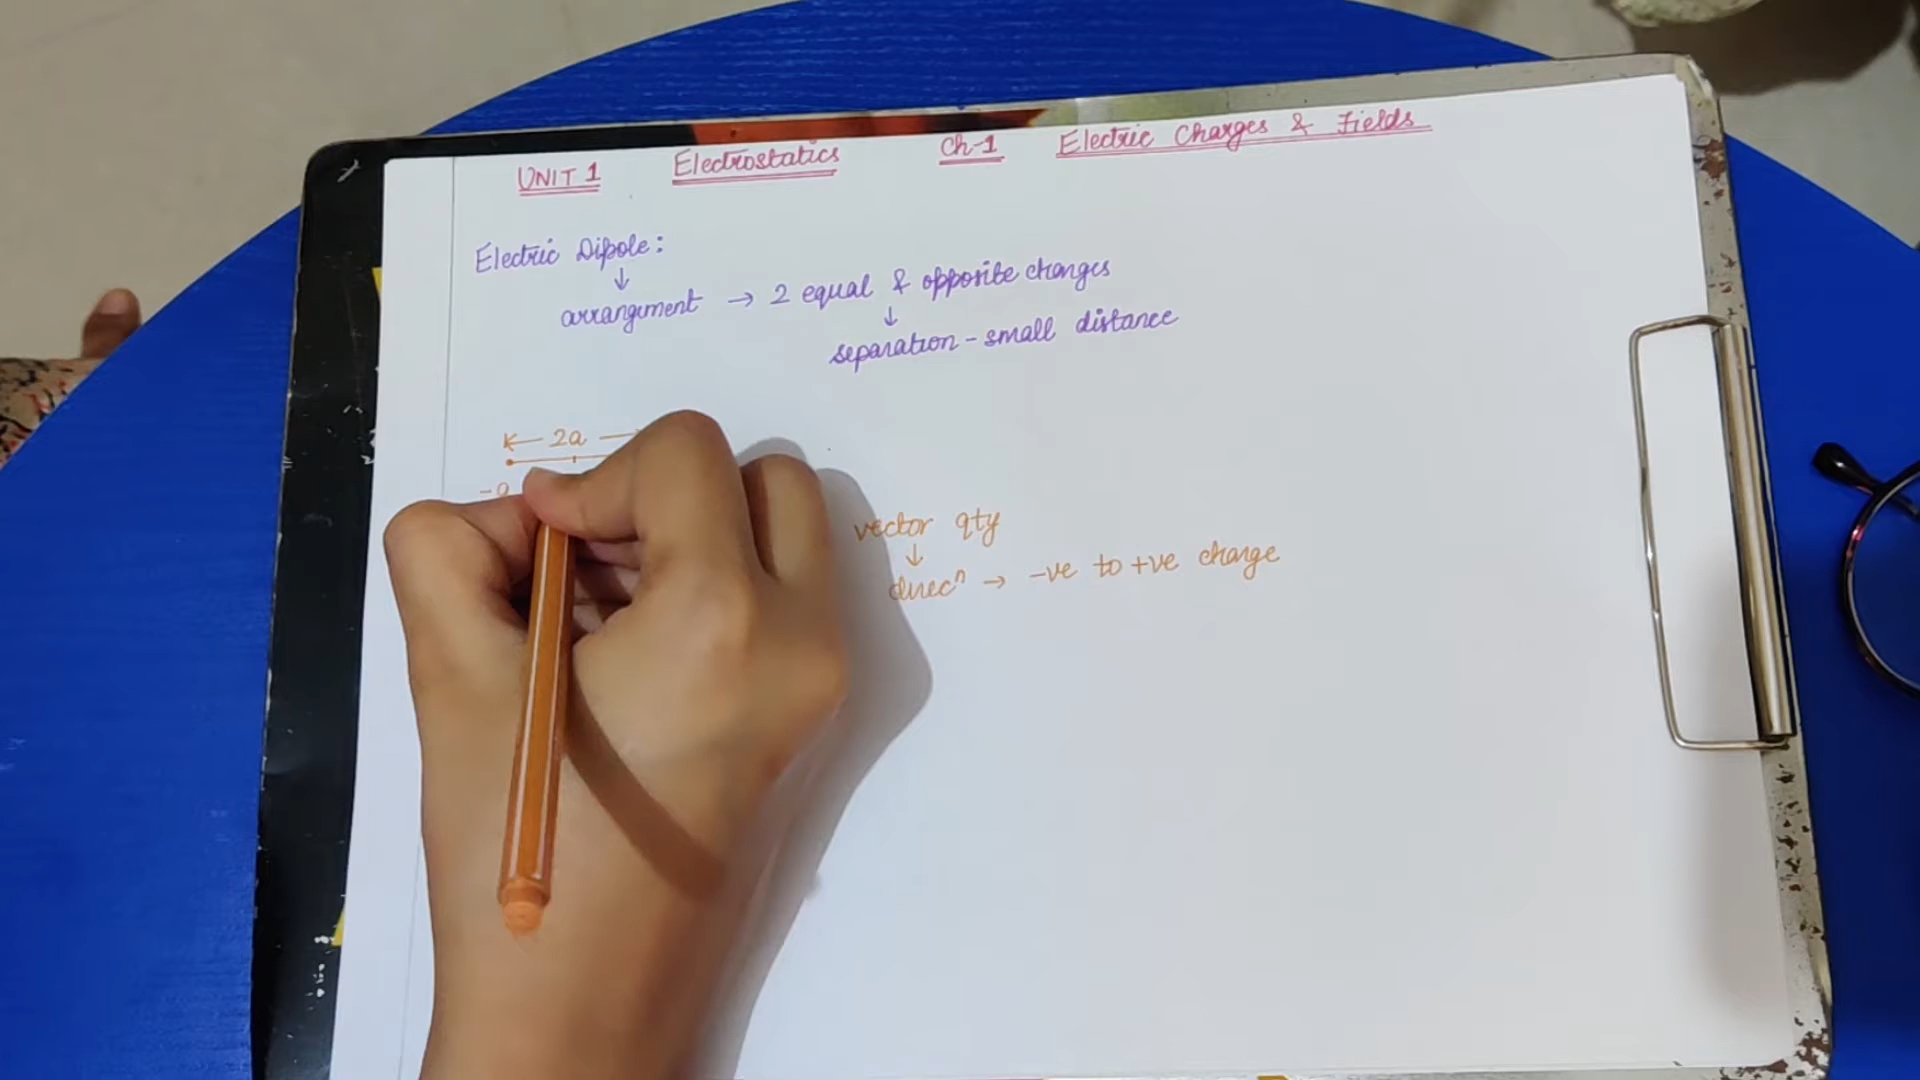 UNIT 1 Electrostatics Ch-1 Electric Charges & Fields
Electric Dipole:
↓
arrangement → 2 equal & opposite charges
↓
separation - small distance
← 2a →
-q
vector qty
↓
direcⁿ → -ve to +ve charge